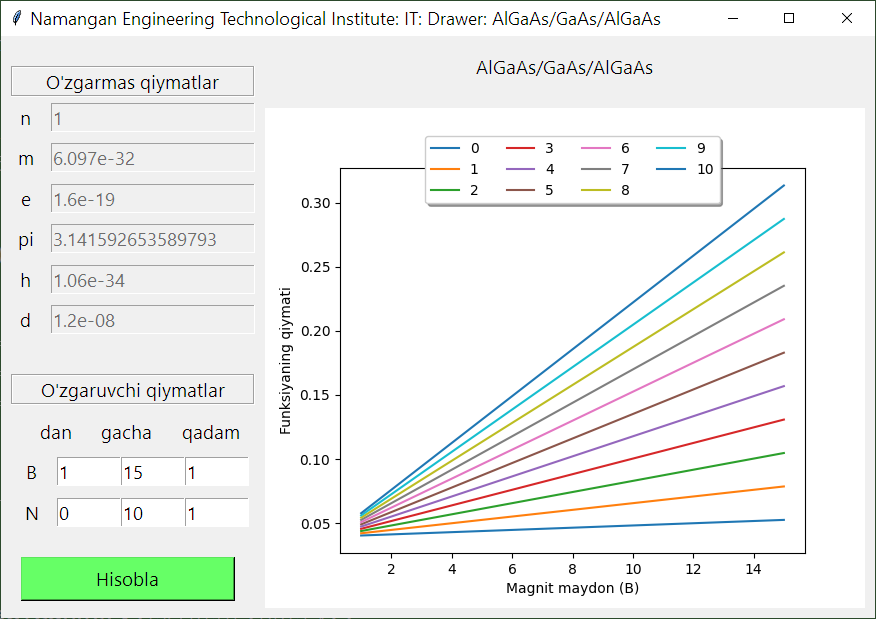 Namangan Engineering Technological Institute: IT: Drawer: AlGaAs/GaAs/AlGaAs
O'zgarmas qiymatlar
n 1
m 6.097e-32
e 1.6e-19
pi 3.141592653589793
h 1.06e-34
d 1.2e-08
O'zgaruvchi qiymatlar
dan gacha qadam
B 1 15 1
N 0 10 1
Hisobla
AlGaAs/GaAs/AlGaAs
0 3 6 9
1 4 7 10
2 5 8
0.30
0.25
0.20
0.15
0.10
0.05
Funksiyaning qiymati
2 4 6 8 10 12 14
Magnit maydon (B)